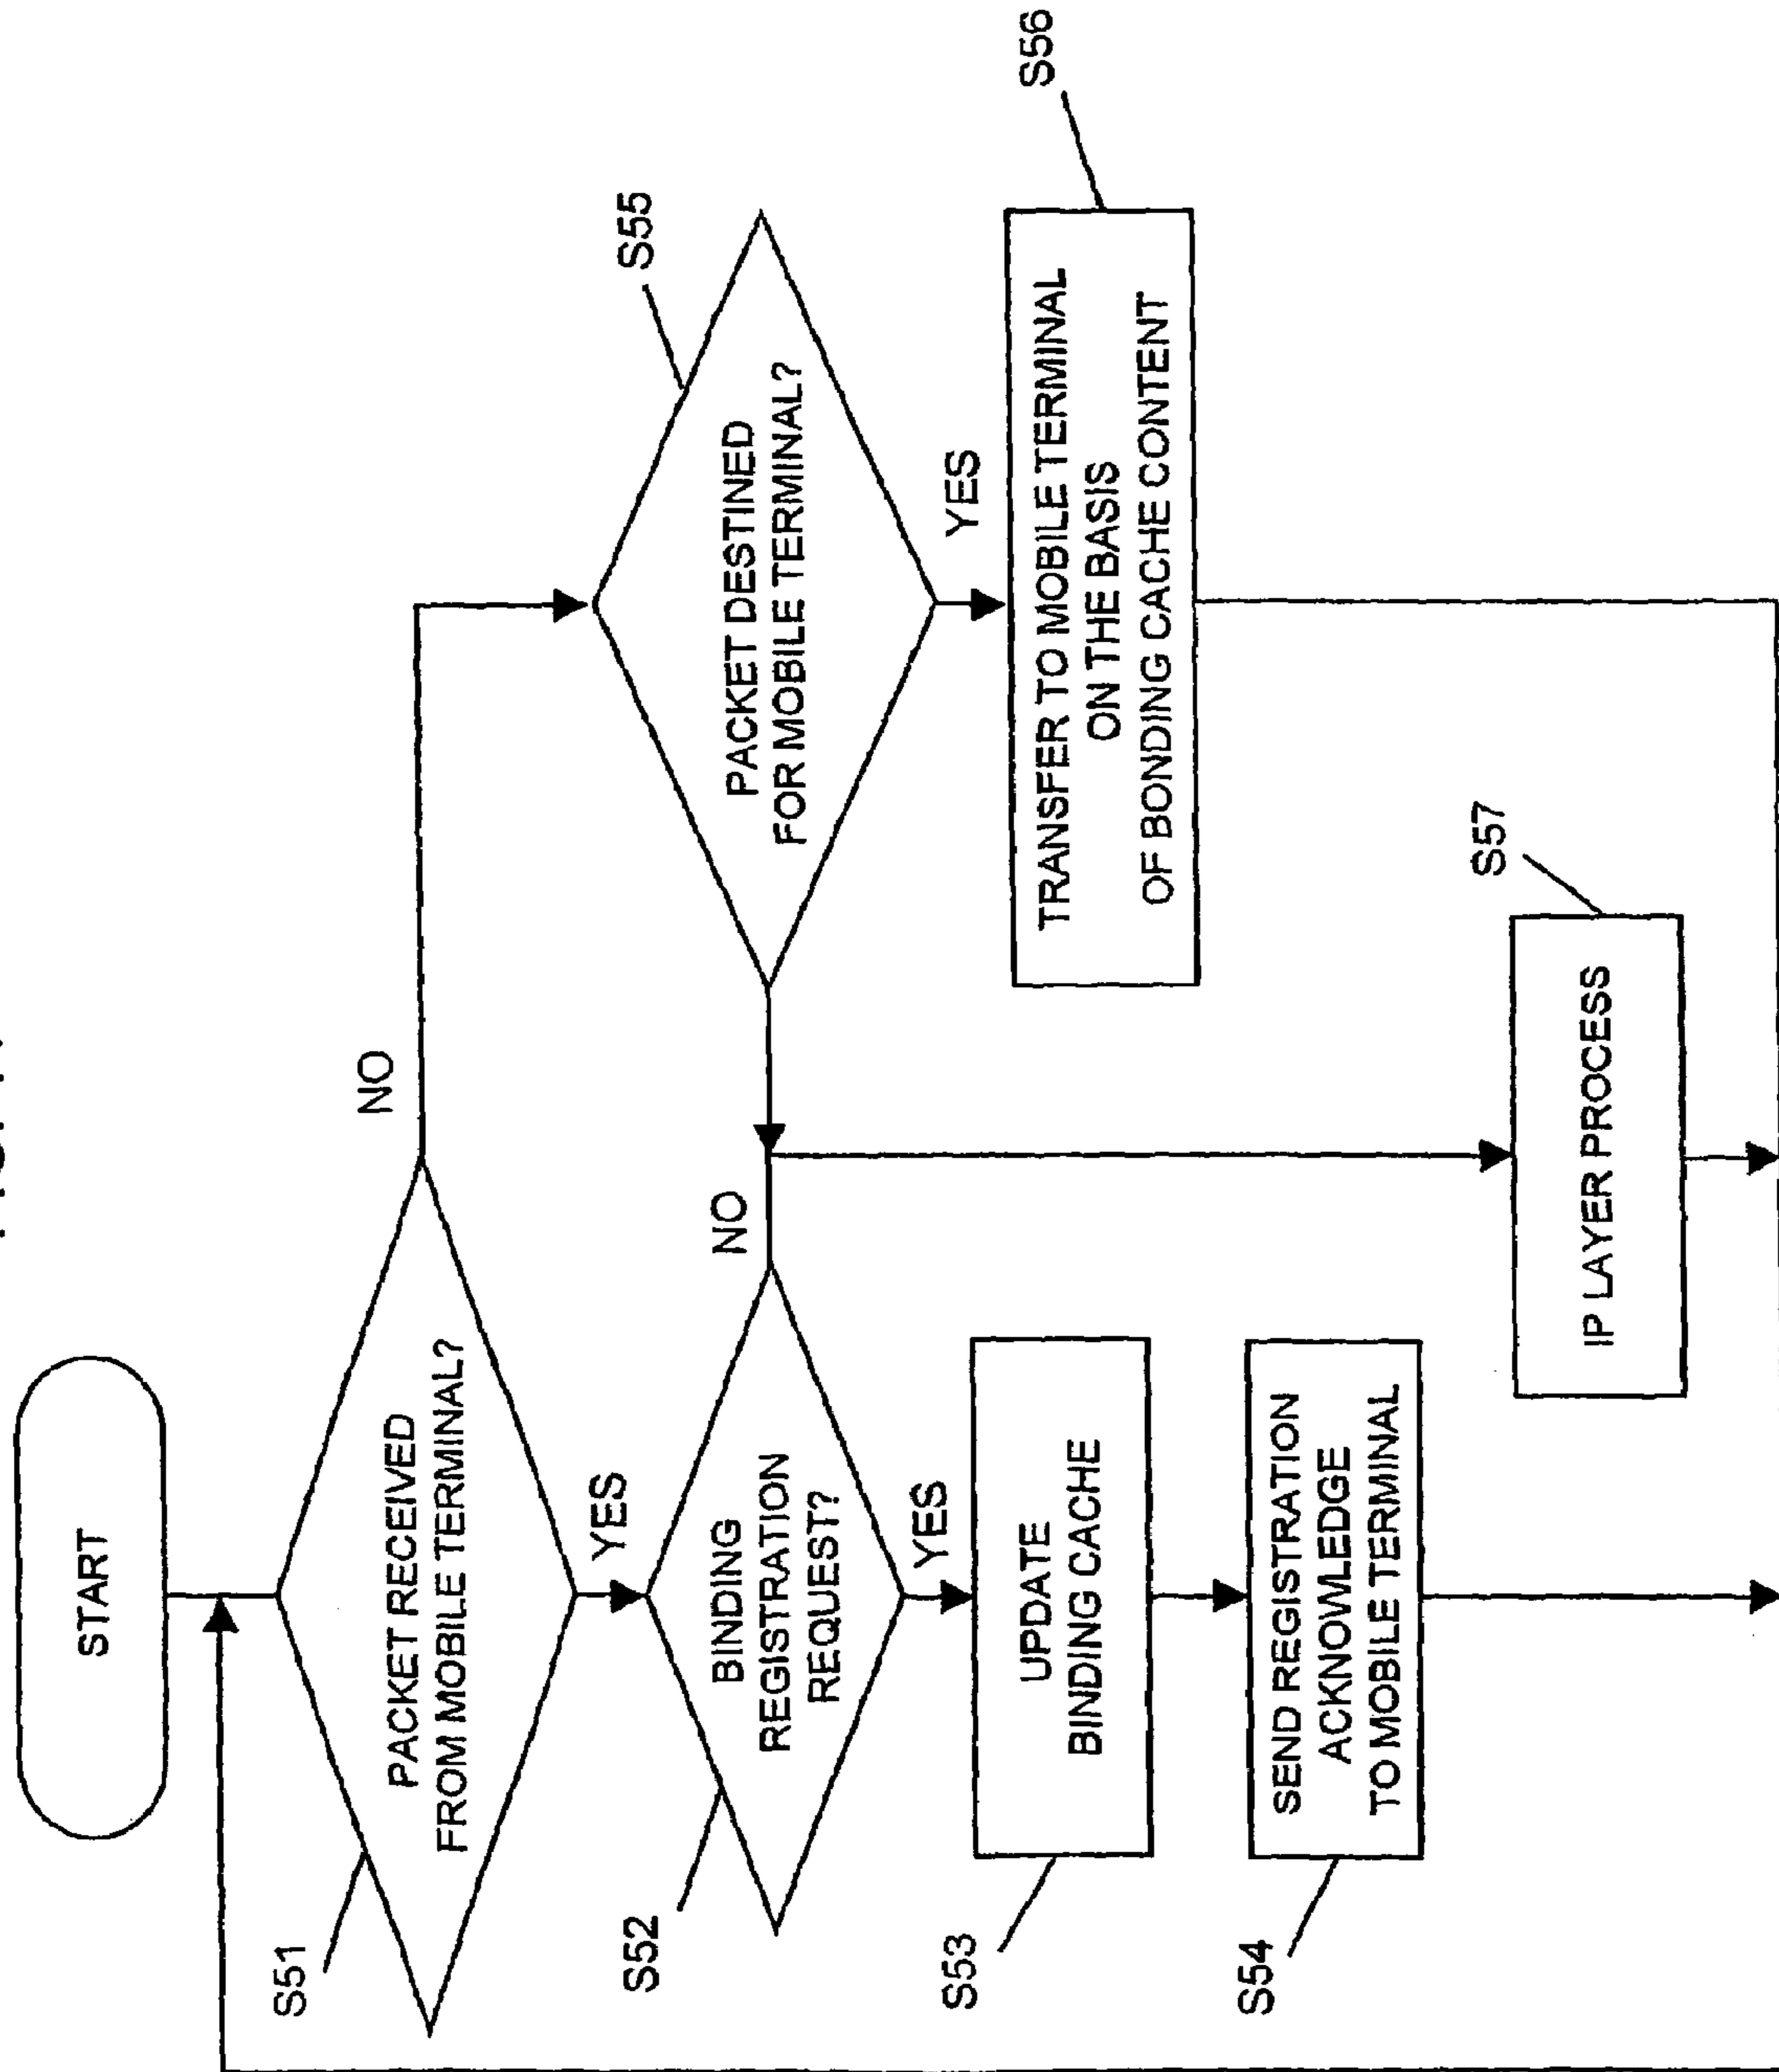 START
S51
PACKET RECEIVED
FROM MOBILE TERMINAL?
NO
YES
S52
BINDING
REGISTRATION
REQUEST?
NO
YES
S53
UPDATE
BINDING CACHE
S54
SEND REGISTRATION
ACKNOWLEDGE
TO MOBILE TERMINAL
S55
PACKET DESTINED
FOR MOBILE TERMINAL?
YES
S56
TRANSFER TO MOBILE TERMINAL
ON THE BASIS
OF BONDING CACHE CONTENT
S57
IP LAYER PROCESS